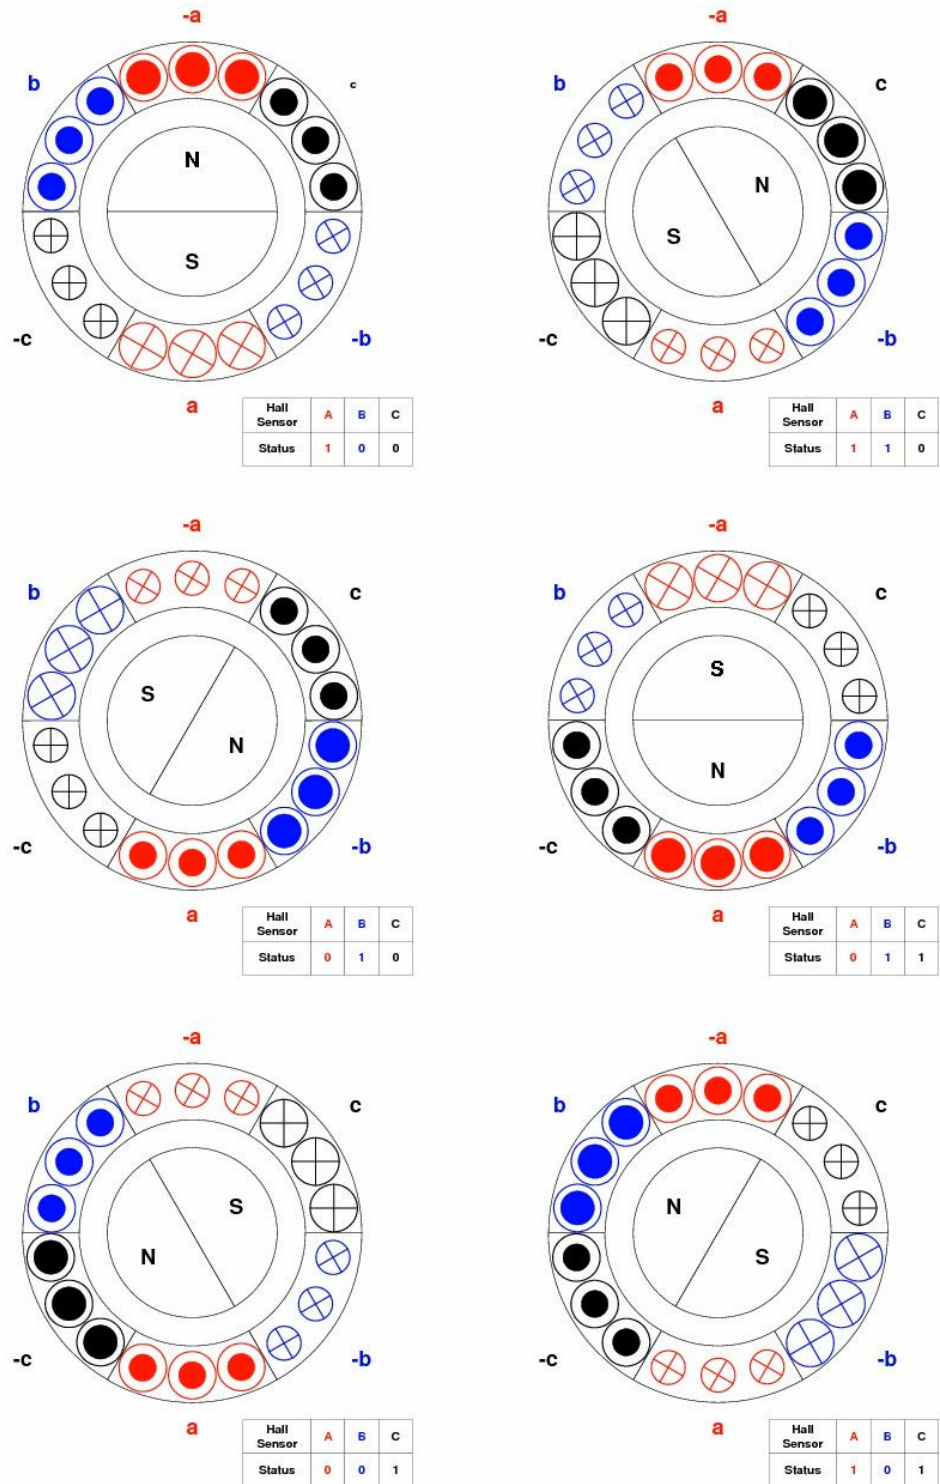 -a
b
c
N
S
-c
-b
a
Hall Sensor A B C
Status 1 0 0
-a
b
c
N
S
-c
-b
a
Hall Sensor A B C
Status 1 1 0
-a
b
c
S
N
-c
-b
a
Hall Sensor A B C
Status 0 1 0
-a
b
c
S
N
-c
-b
a
Hall Sensor A B C
Status 0 1 1
-a
b
c
S
N
-c
-b
a
Hall Sensor A B C
Status 0 0 1
-a
b
c
N
S
-c
-b
a
Hall Sensor A B C
Status 1 0 1